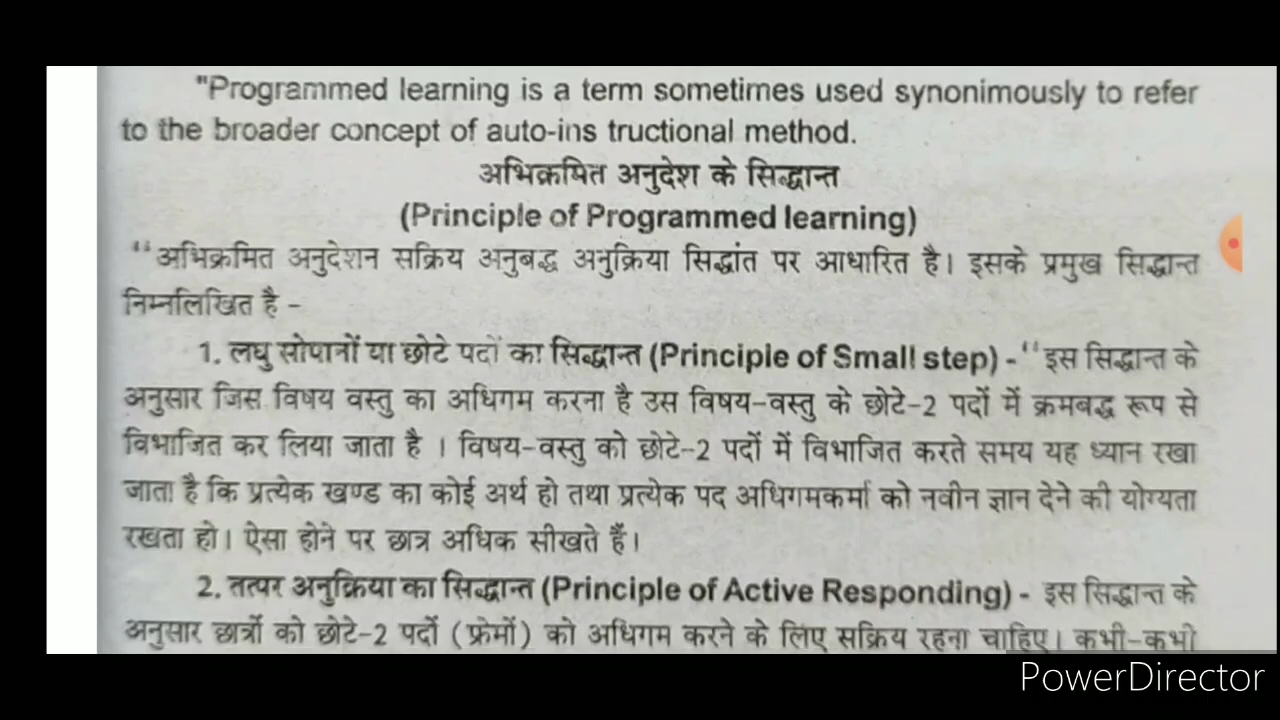 "Programmed learning is a term sometimes used synonimously to refer
to the broader concept of auto-ins tructional method.
अभिक्रमित अनुदेश के सिद्धान्त
(Principle of Programmed learning)
“अभिक्रमित अनुदेशन सक्रिय अनुबद्ध अनुक्रिया सिद्धांत पर आधारित है। इसके प्रमुख सिद्धान्त
निम्नलिखित है –
1. लघु सोपानों या छोटे पदों का सिद्धान्त (Principle of Small step) - “इस सिद्धान्त के
अनुसार जिस विषय वस्तु का अधिगम करना है उस विषय-वस्तु के छोटे-2 पदों में क्रमबद्ध रूप से
विभाजित कर लिया जाता है । विषय-वस्तु को छोटे-2 पदों में विभाजित करते समय यह ध्यान रखा
जाता है कि प्रत्येक खण्ड का कोई अर्थ हो तथा प्रत्येक पद अधिगमकर्मा को नवीन ज्ञान देने की योग्यता
रखता हो। ऐसा होने पर छात्र अधिक सीखते हैं।
2. तत्पर अनुक्रिया का सिद्धान्त (Principle of Active Responding) - इस सिद्धान्त के
अनुसार छात्रों को छोटे-2 पदों (फ्रेमों) को अधिगम करने के लिए सक्रिय रहना चाहिए। कभी-कभी
PowerDirector